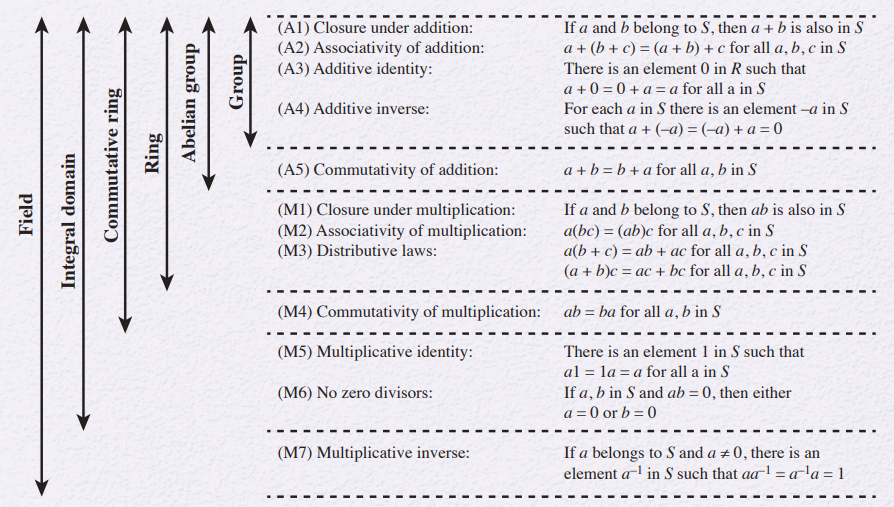 Field
Integral domain
Commutative ring
Ring
Abelian group
Group
(A1) Closure under addition: If a and b belong to S, then a + b is also in S
(A2) Associativity of addition: a + (b + c) = (a + b) + c for all a, b, c in S
(A3) Additive identity: There is an element 0 in R such that
a + 0 = 0 + a = a for all a in S
(A4) Additive inverse: For each a in S there is an element –a in S
such that a + (–a) = (–a) + a = 0
(A5) Commutativity of addition: a + b = b + a for all a, b in S
(M1) Closure under multiplication: If a and b belong to S, then ab is also in S
(M2) Associativity of multiplication: a(bc) = (ab)c for all a, b, c in S
(M3) Distributive laws: a(b + c) = ab + ac for all a, b, c in S
(a + b)c = ac + bc for all a, b, c in S
(M4) Commutativity of multiplication: ab = ba for all a, b in S
(M5) Multiplicative identity: There is an element 1 in S such that
a1 = 1a = a for all a in S
(M6) No zero divisors: If a, b in S and ab = 0, then either
a = 0 or b = 0
(M7) Multiplicative inverse: If a belongs to S and a ≠ 0, there is an
element a⁻¹ in S such that aa⁻¹ = a⁻¹a = 1